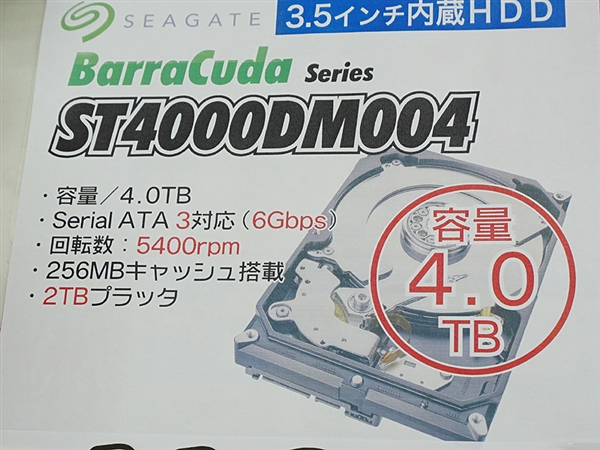 SEAGATE
3.5インチ内蔵HDD
BarraCuda Series
ST4000DM004
・容量／4.0TB
・Serial ATA 3対応（6Gbps）
・回転数：5400rpm
・256MBキャッシュ搭載
・2TBプラッタ
容量
4.0
TB